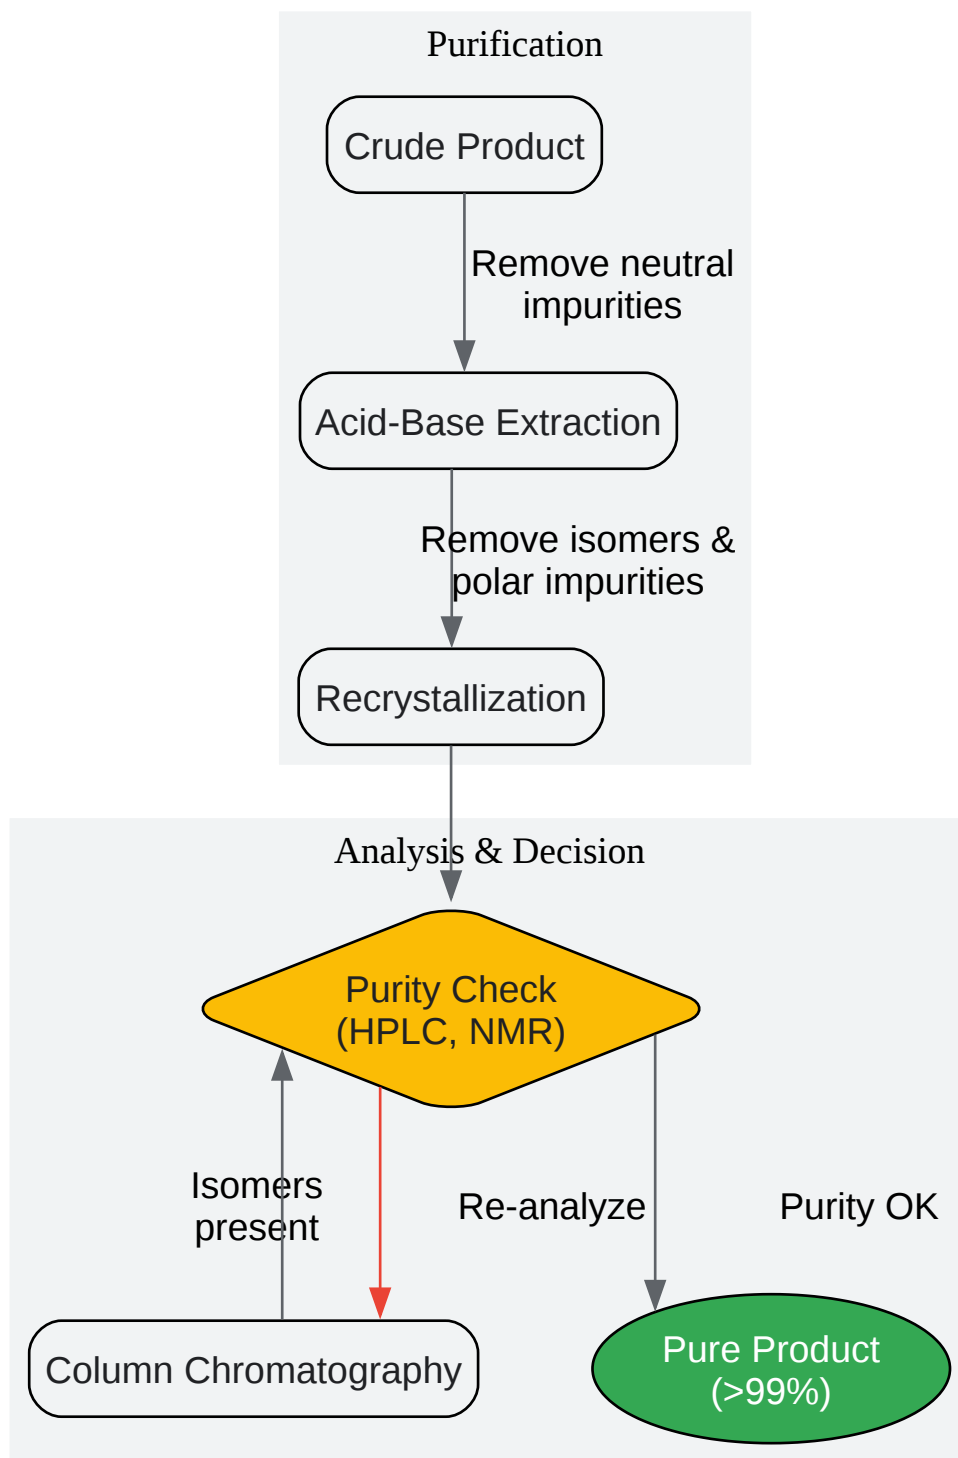 Purification
Crude Product
Remove neutral
impurities
Acid-Base Extraction
Remove isomers &
polar impurities
Recrystallization
Analysis & Decision
Purity Check
(HPLC, NMR)
Isomers
present
Re-analyze
Purity OK
Column Chromatography
Pure Product
(>99%)